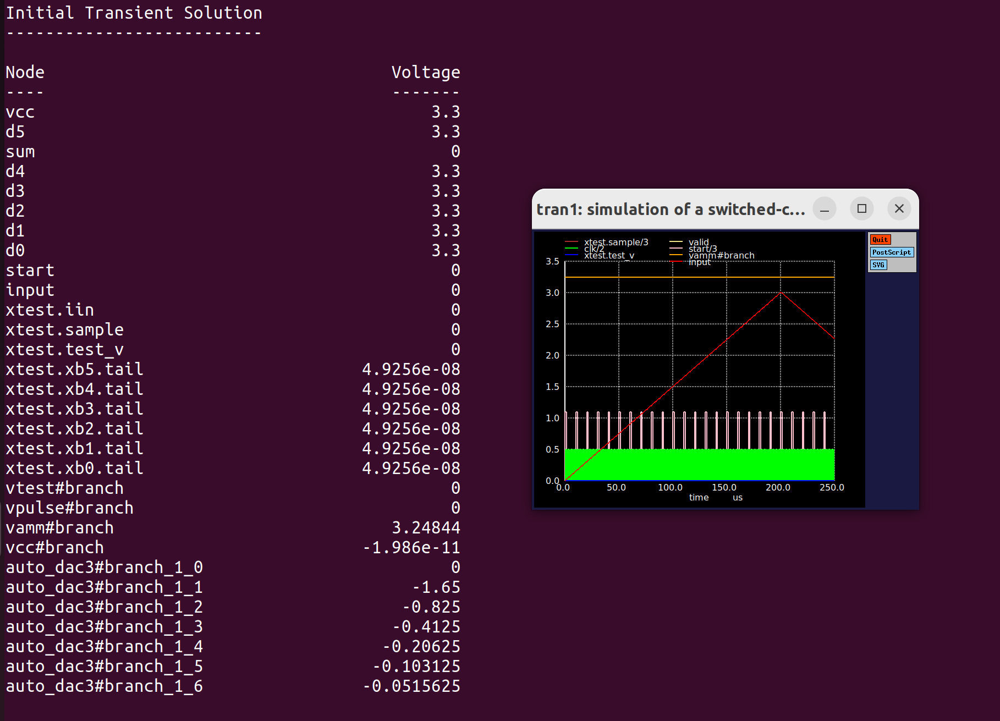 Initial Transient Solution
--------------------------
Node Voltage
---- -------
vcc 3.3
d5 3.3
sum 0
d4 3.3
d3 3.3
d2 3.3
d1 3.3
d0 3.3
start 0
input 0
xtest.iin 0
xtest.sample 0
xtest.test_v 0
xtest.xb5.tail 4.9256e-08
xtest.xb4.tail 4.9256e-08
xtest.xb3.tail 4.9256e-08
xtest.xb2.tail 4.9256e-08
xtest.xb1.tail 4.9256e-08
xtest.xb0.tail 4.9256e-08
vtest#branch 0
vpulse#branch 0
vamm#branch 3.24844
vcc#branch -1.986e-11
auto_dac3#branch_1_0 0
auto_dac3#branch_1_1 -1.65
auto_dac3#branch_1_2 -0.825
auto_dac3#branch_1_3 -0.4125
auto_dac3#branch_1_4 -0.20625
auto_dac3#branch_1_5 -0.103125
auto_dac3#branch_1_6 -0.0515625
tran1: simulation of a switched-c...
xtest.sample/3 valid
clk/2 start/3
xtest.test_v vamm#branch
input
Quit
PostScript
SVG
3.5
3.0
2.5
2.0
1.5
1.0
0.5
0.0
0.0 50.0 100.0 150.0 200.0 250.0
time us